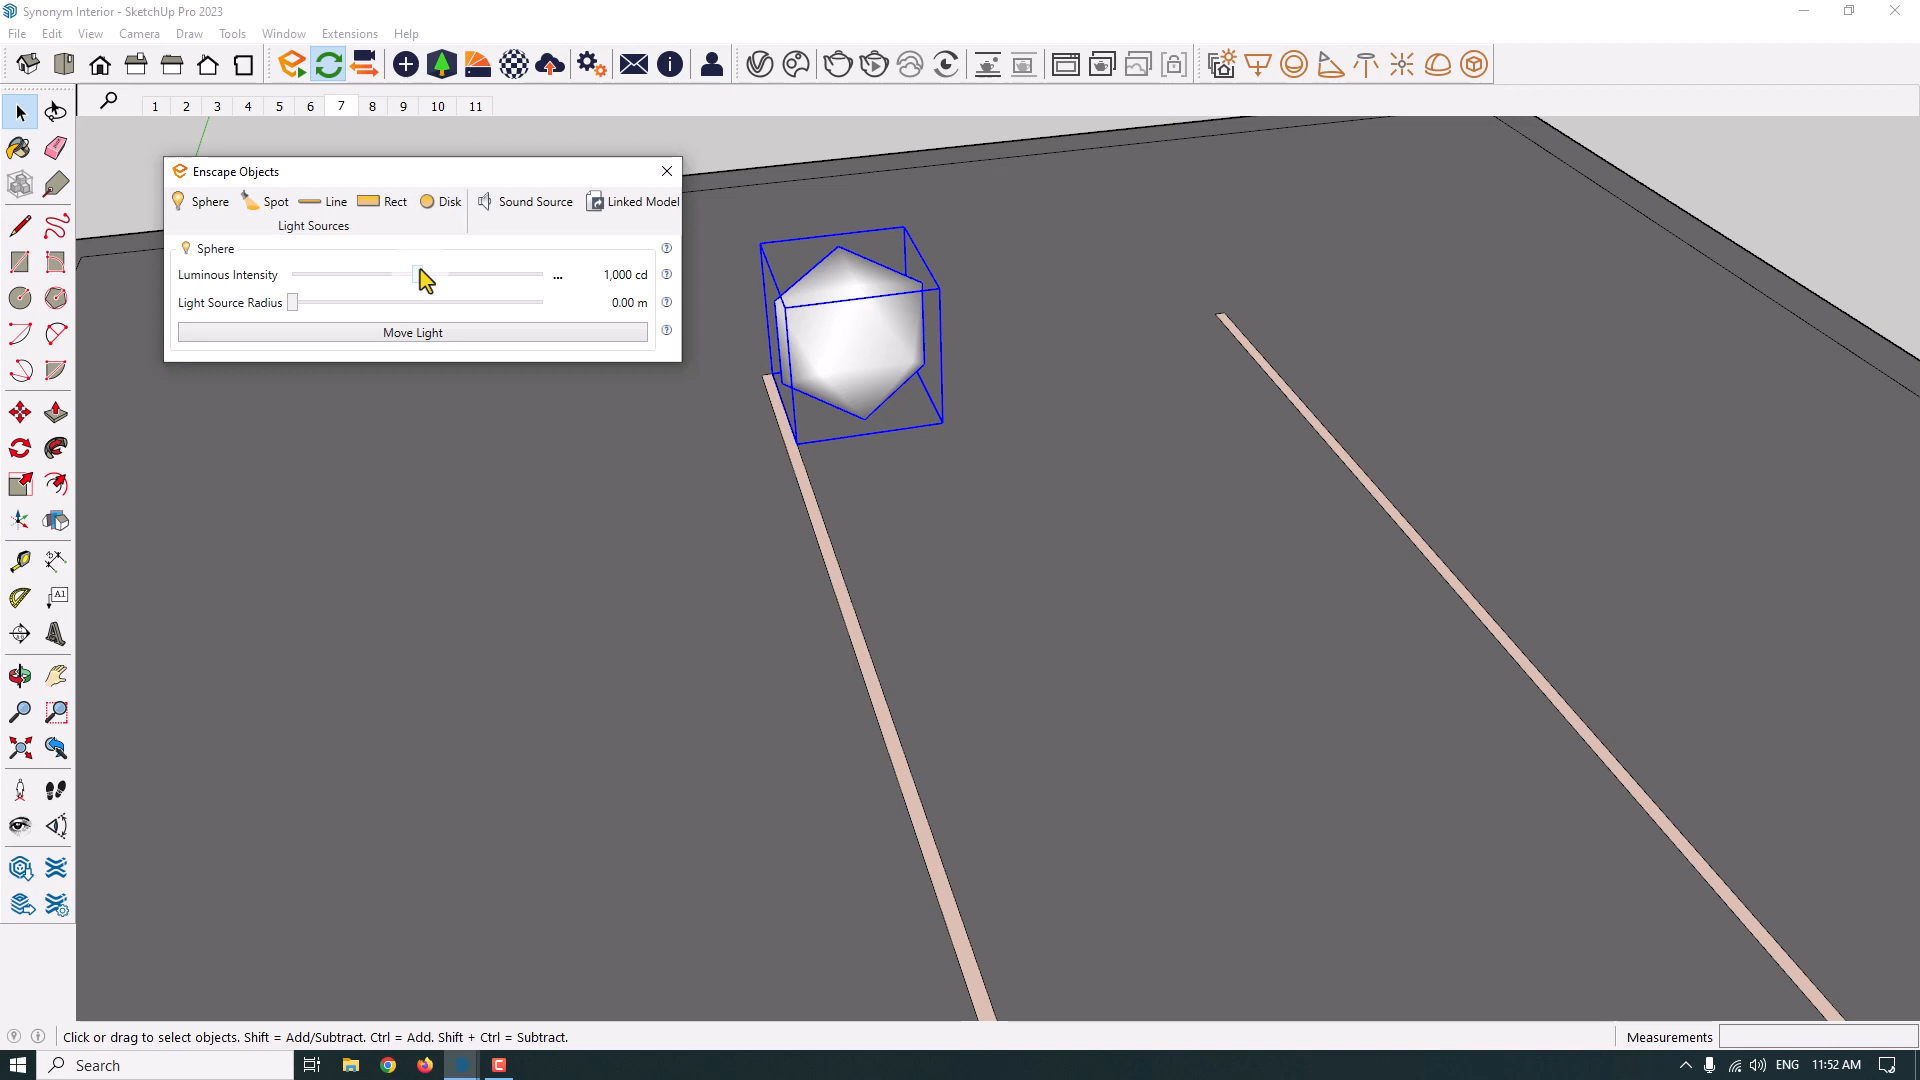 Synonym Interior - SketchUp Pro 2023
File Edit View Camera Draw Tools Window Extensions Help
1 2 3 4 5 6 7 8 9 10 11
Enscape Objects
Sphere Spot Line Rect Disk Sound Source Linked Model
Light Sources
Sphere
Luminous Intensity ... 1,000 cd
Light Source Radius 0.00 m
Move Light
A1
Click or drag to select objects. Shift = Add/Subtract. Ctrl = Add. Shift + Ctrl = Subtract.
Measurements
Search
ENG 11:52 AM